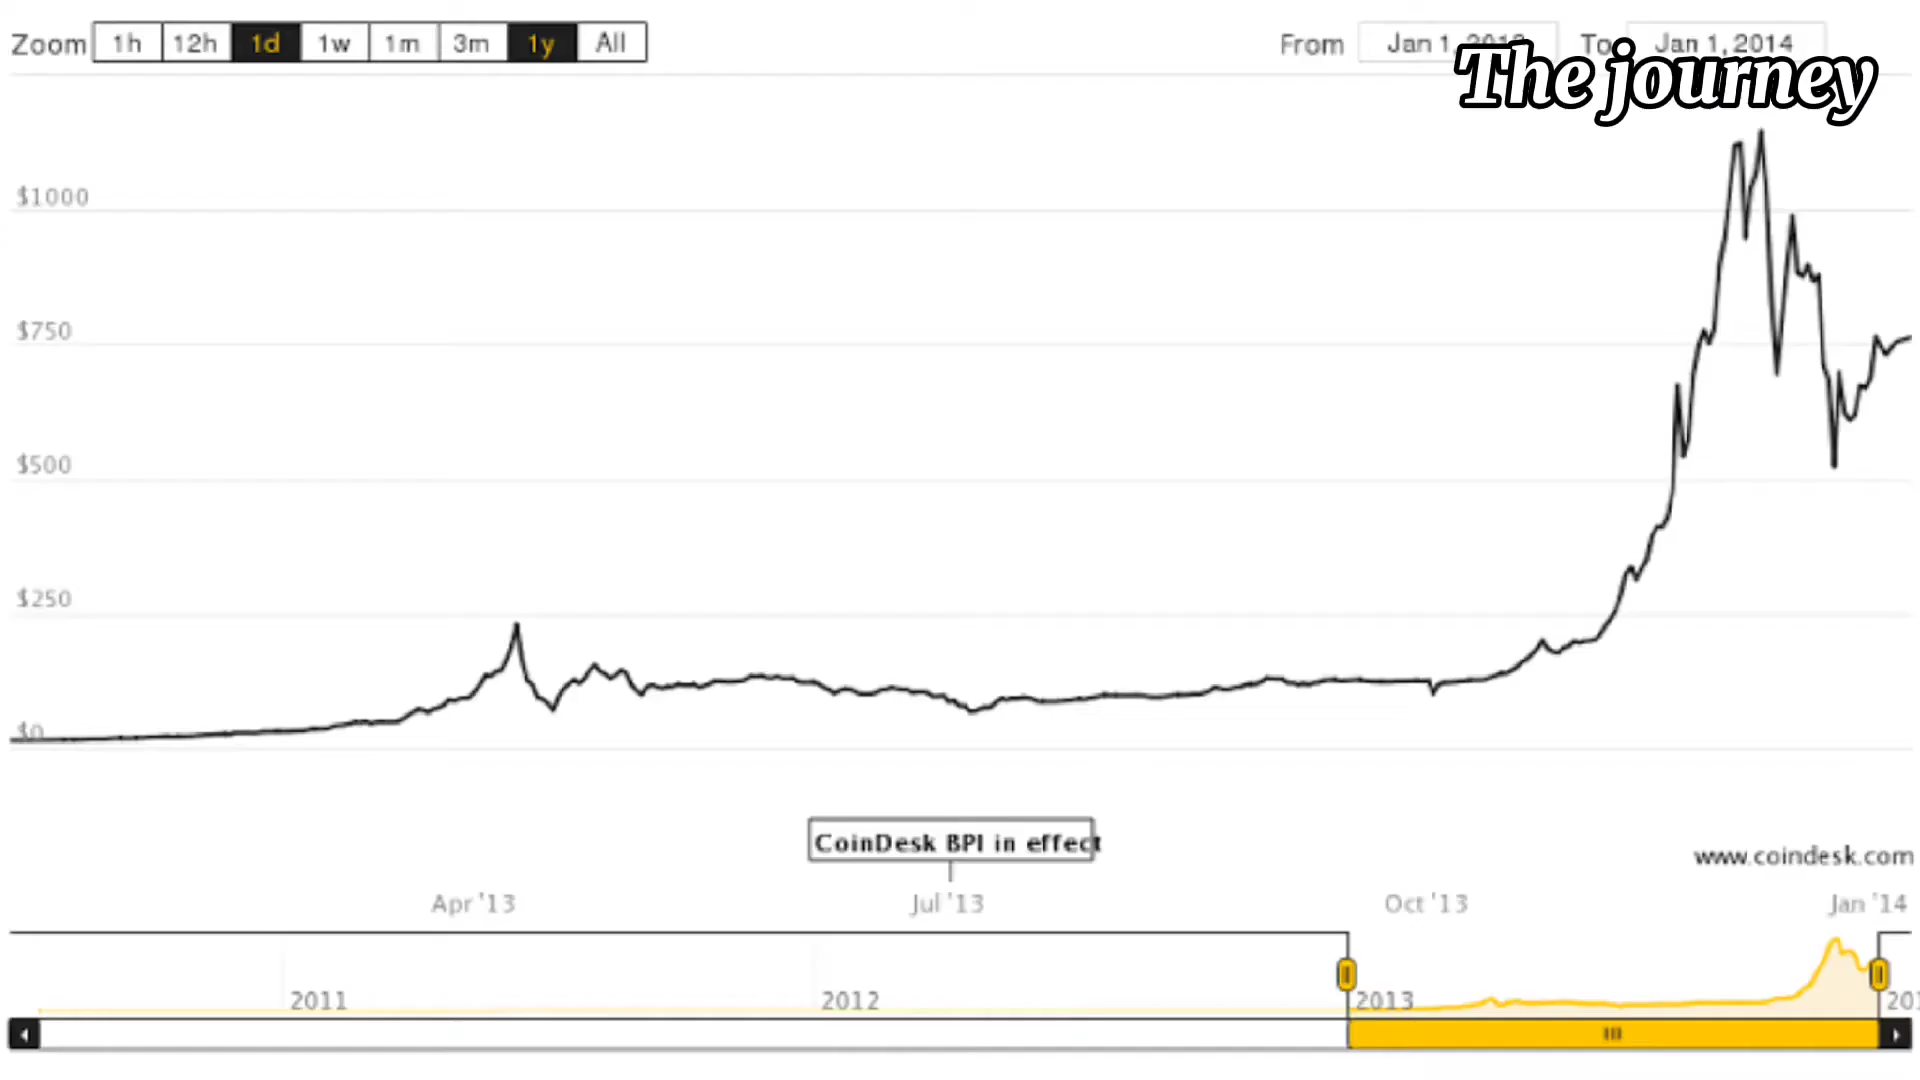 Zoom 1h 12h 1d 1w 1m 3m 1y All From Jan 1, To Jan 1, 2014
The journey
$1000
$750
$500
$250
$0
CoinDesk BPI in effect
www.coindesk.com
Apr '13 Jul '13 Oct '13 Jan '14
2011 2012 2013